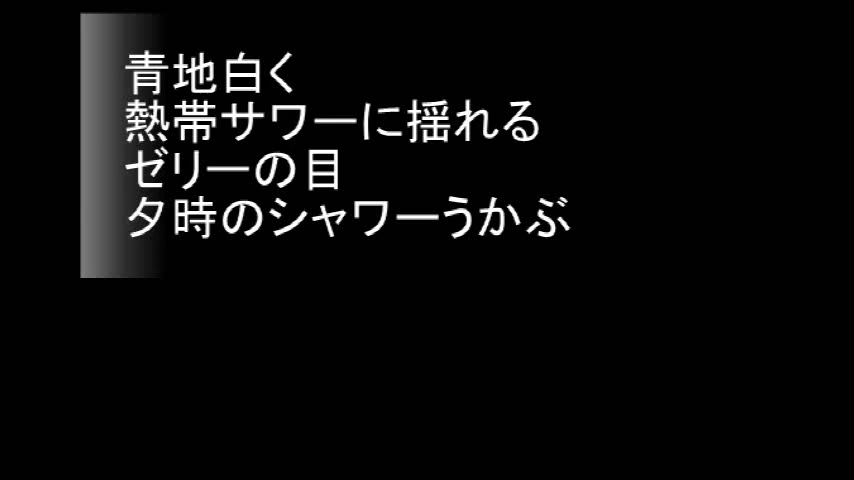 青地白く
熱帯サワーに揺れる
ゼリーの目
夕時のシャワーうかぶ